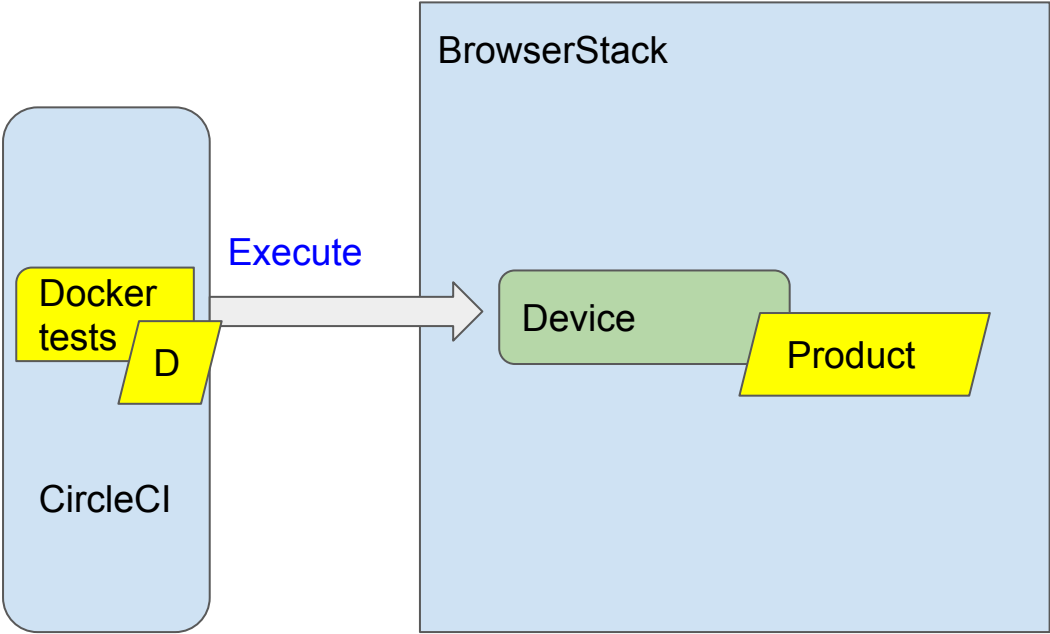 BrowserStack
Execute
Docker
tests
D
Device
Product
CircleCI